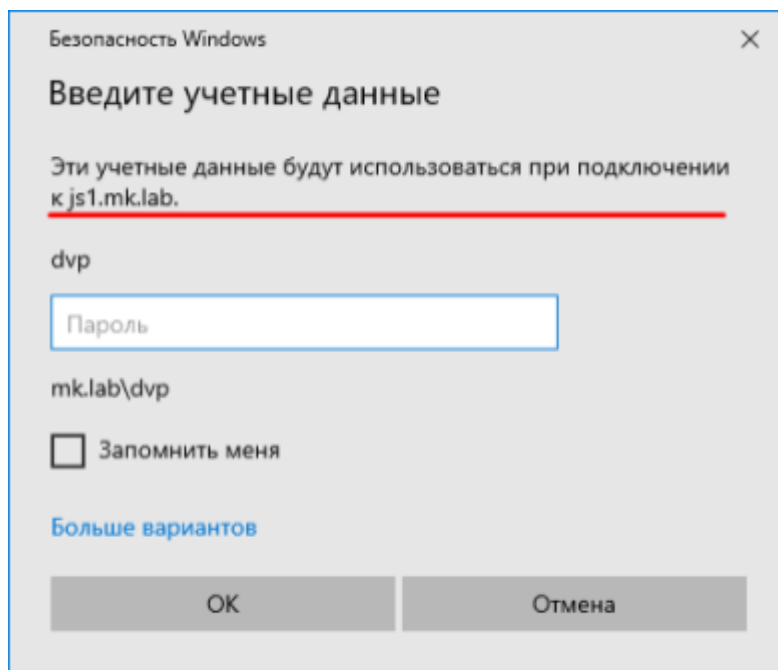 Безопасность Windows
Введите учетные данные
Эти учетные данные будут использоваться при подключении
к js1.mk.lab.
dvp
Пароль
mk.lab\dvp
Запомнить меня
Больше вариантов
ОК
Отмена